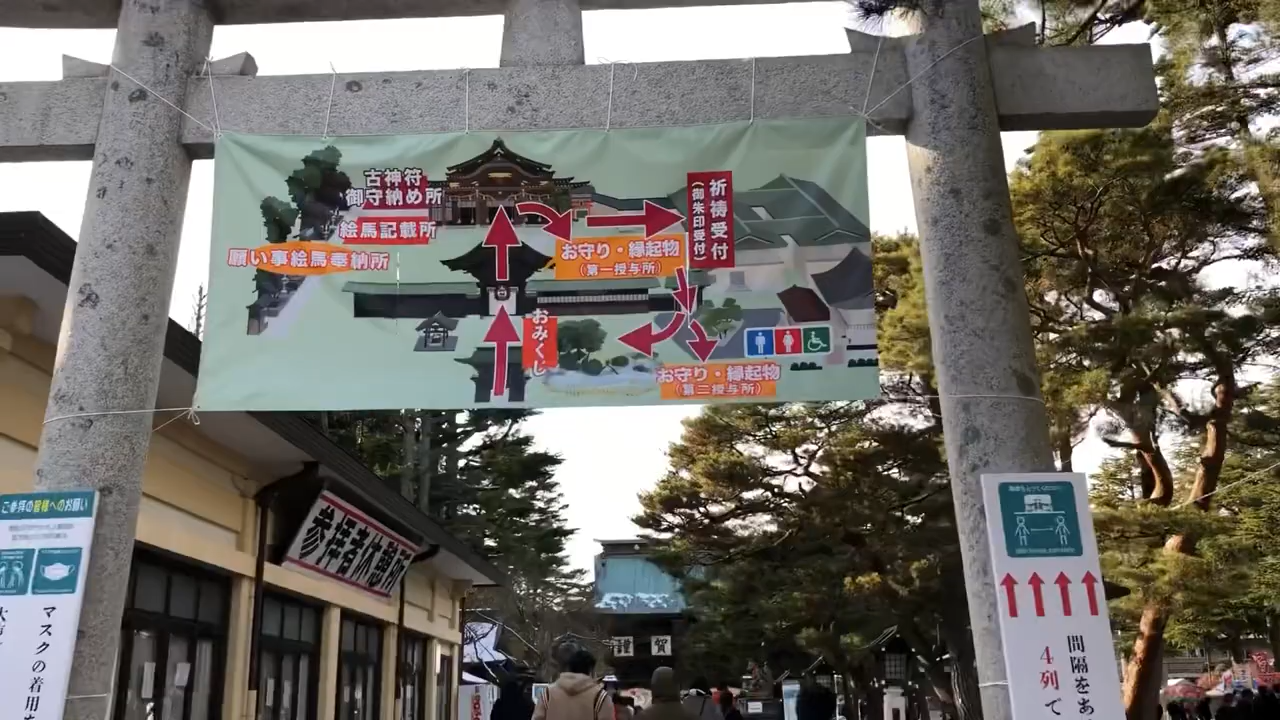 古神符
御守納め所
絵馬記載所
願い事絵馬奉納所
お守り・縁起物
(第一授与所)
祈祷受付
(御朱印受付)
おみくじ
お守り・縁起物
(第二授与所)
参拝者休憩所
謹賀
ご参拝の皆様へのお願い
マスクの着用を
間隔をあ
4列で